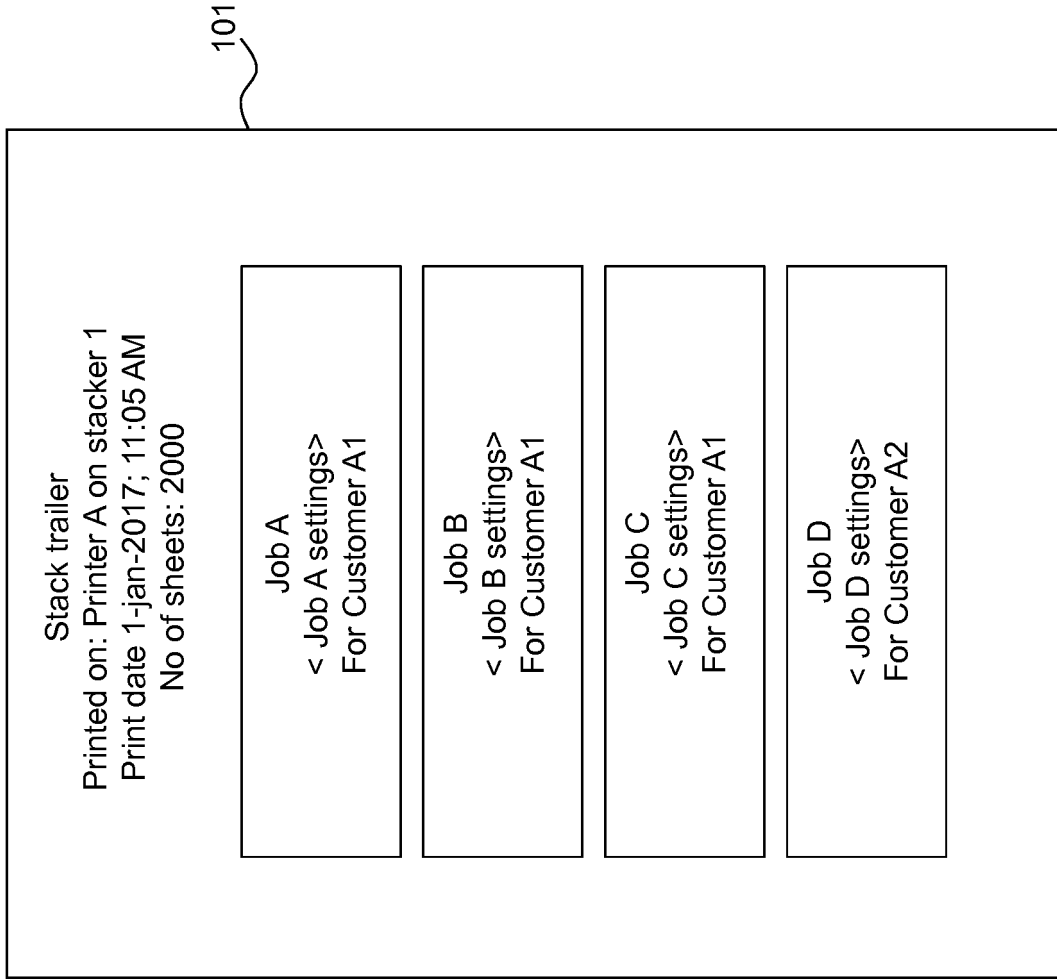 Stack trailer
Printed on: Printer A on stacker 1
Print date 1-jan-2017; 11:05 AM
No of sheets: 2000
Job A
< Job A settings>
For Customer A1
Job B
< Job B settings>
For Customer A1
Job C
< Job C settings>
For Customer A1
Job D
< Job D settings>
For Customer A2
101